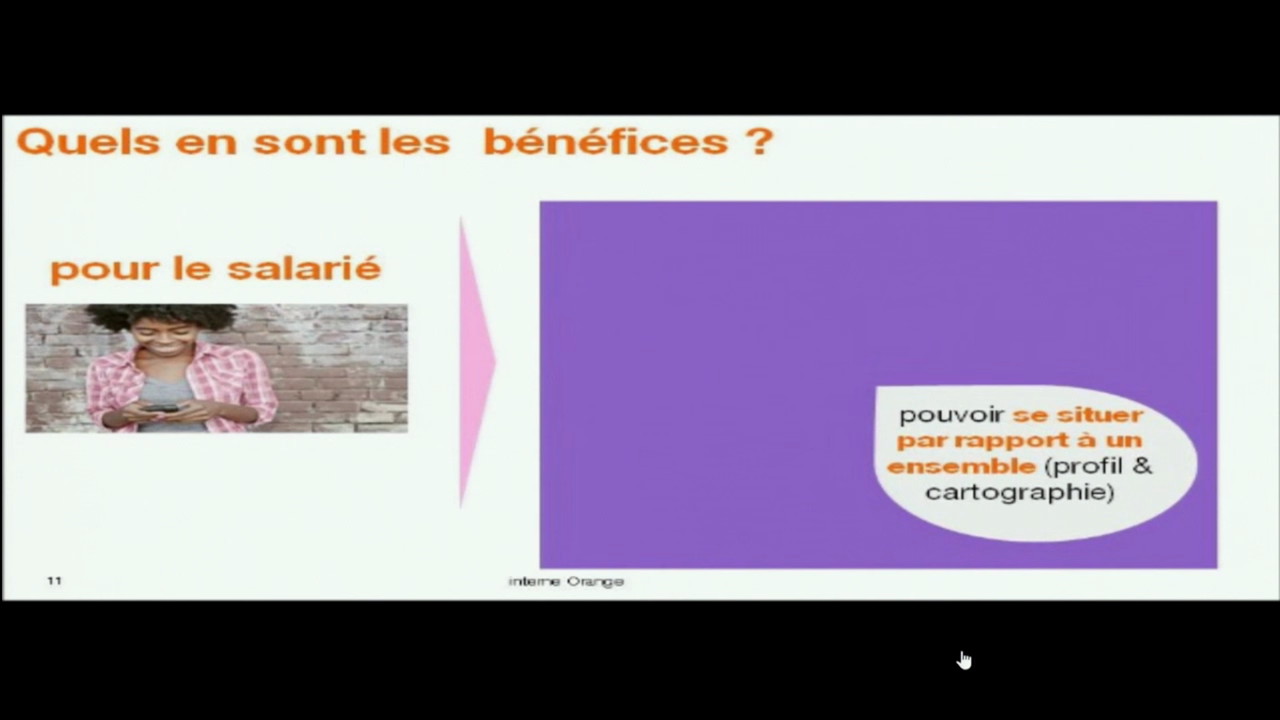 Quels en sont les bénéfices ?
pour le salarié
pouvoir se situer
par rapport à un
ensemble (profil &
cartographie)
11
interne Orange